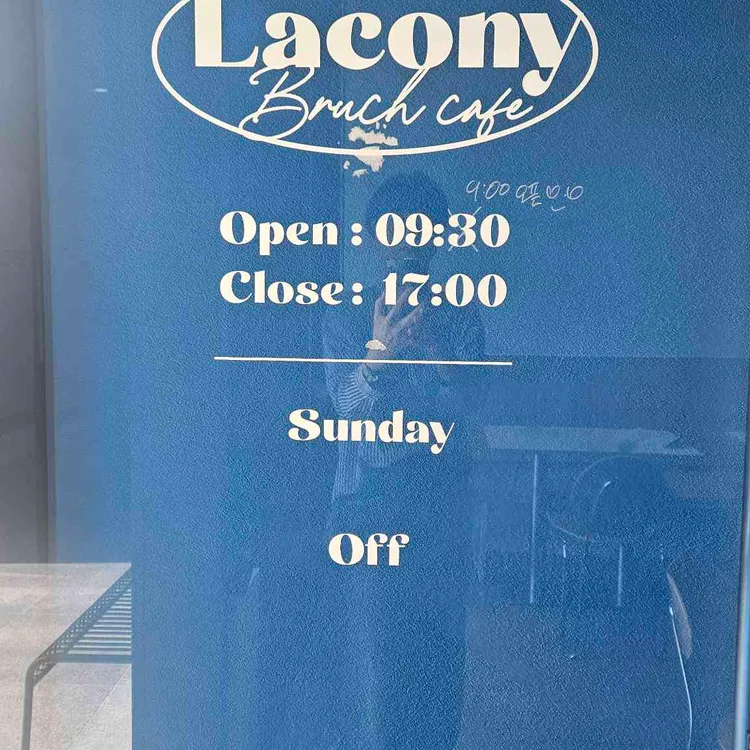 Lacony
Bruch cafe
9:00 오픈
Open : 09:30
Close : 17:00
Sunday
Off